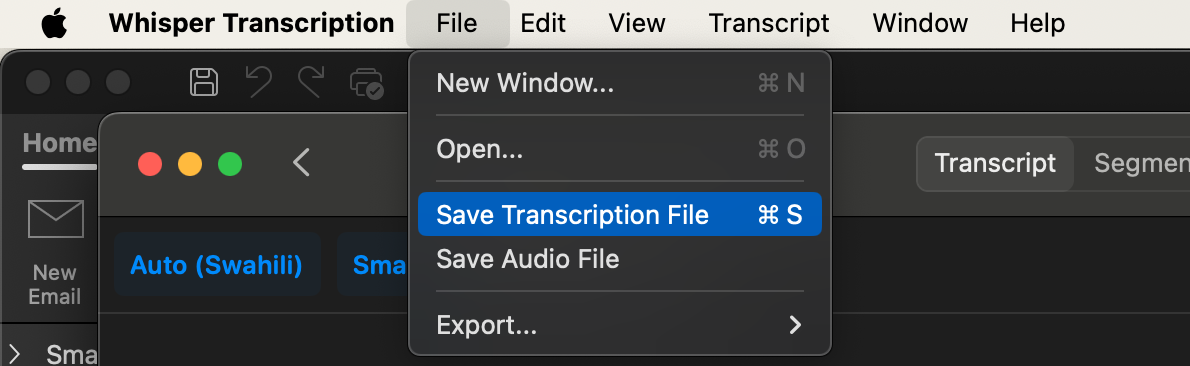 Whisper Transcription File Edit View Transcript Window Help
New Window... ⌘ N
Open... ⌘ O
Save Transcription File ⌘ S
Save Audio File
Export...
Home
New
Email
Sma
Transcript Segmen
Auto (Swahili) Sma